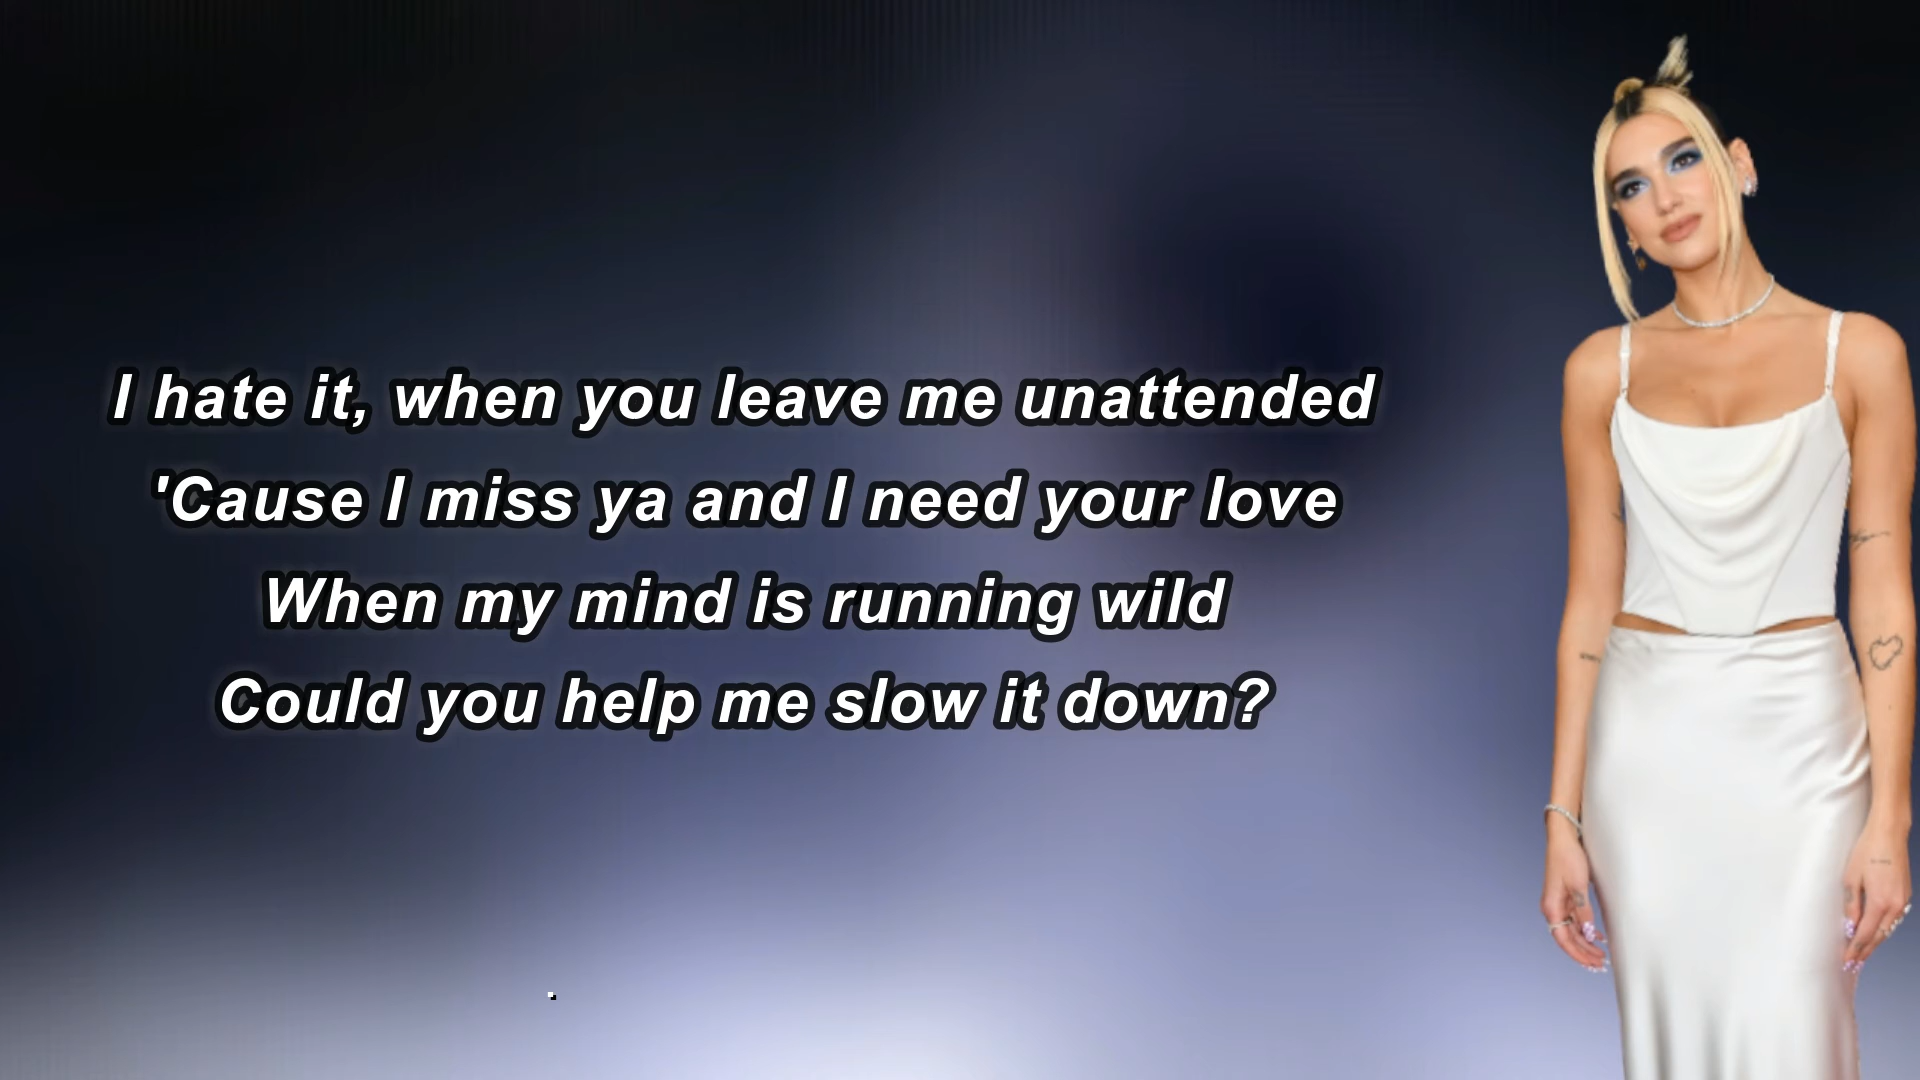 I hate it, when you leave me unattended
'Cause I miss ya and I need your love
When my mind is running wild
Could you help me slow it down?